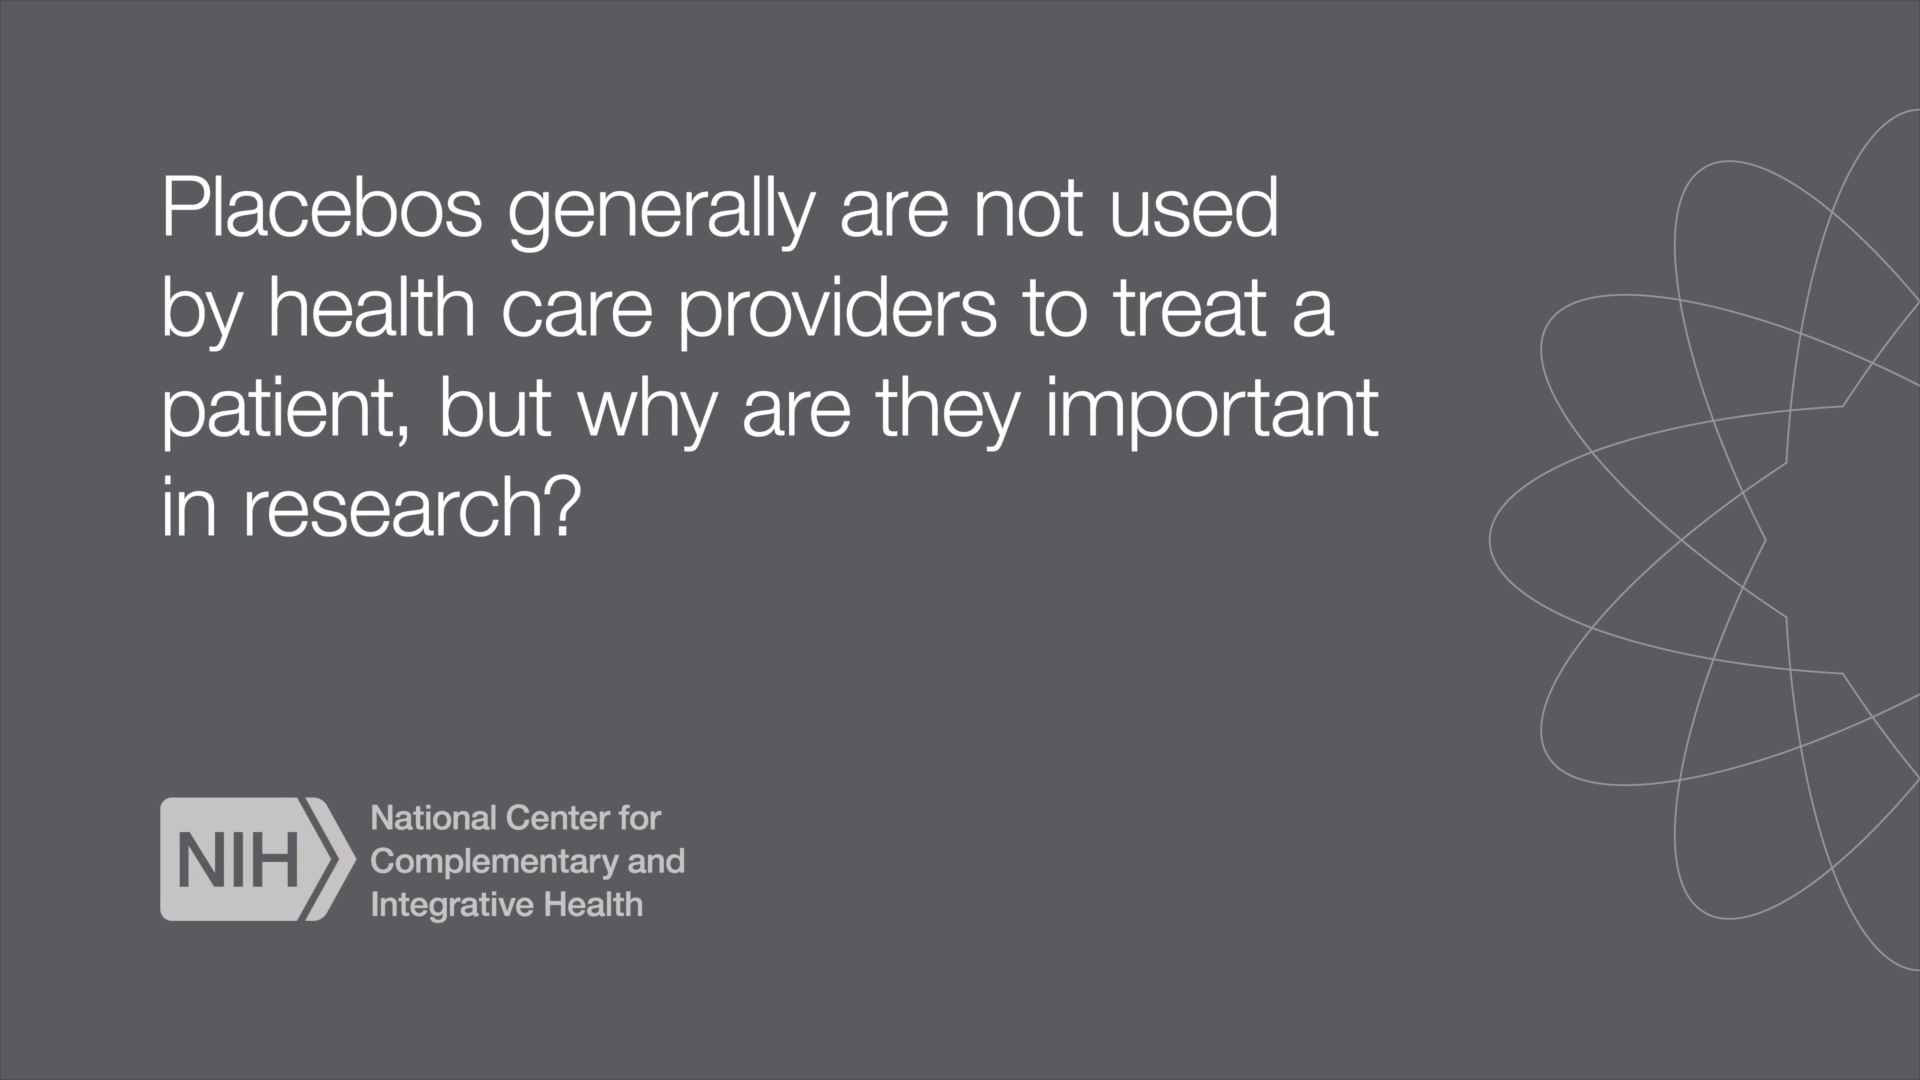 Placebos generally are not used
by health care providers to treat a
patient, but why are they important
in research?
NIH
National Center for
Complementary and
Integrative Health